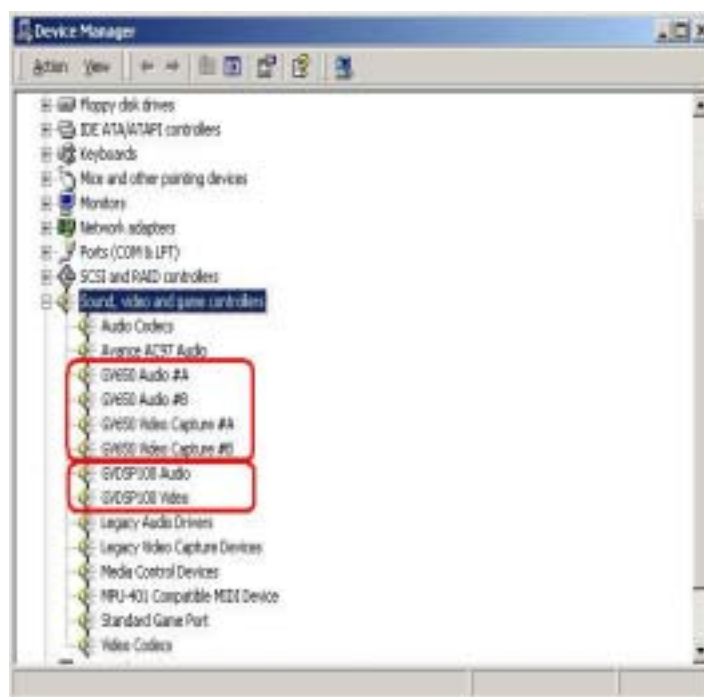 Device Manager
Action View
Floppy disk drives
IDE ATA/ATAPI controllers
Keyboards
Mice and other pointing devices
Monitors
Network adapters
Ports (COM & LPT)
SCSI and RAID controllers
Sound, video and game controllers
Audio Codecs
Avance AC97 Audio
GV650 Audio #A
GV650 Audio #B
GV650 Video Capture #A
GV650 Video Capture #B
GVDSP100 Audio
GVDSP100 Video
Legacy Audio Drivers
Legacy Video Capture Devices
Media Control Devices
MPU-401 Compatible MIDI Device
Standard Game Port
Video Codecs